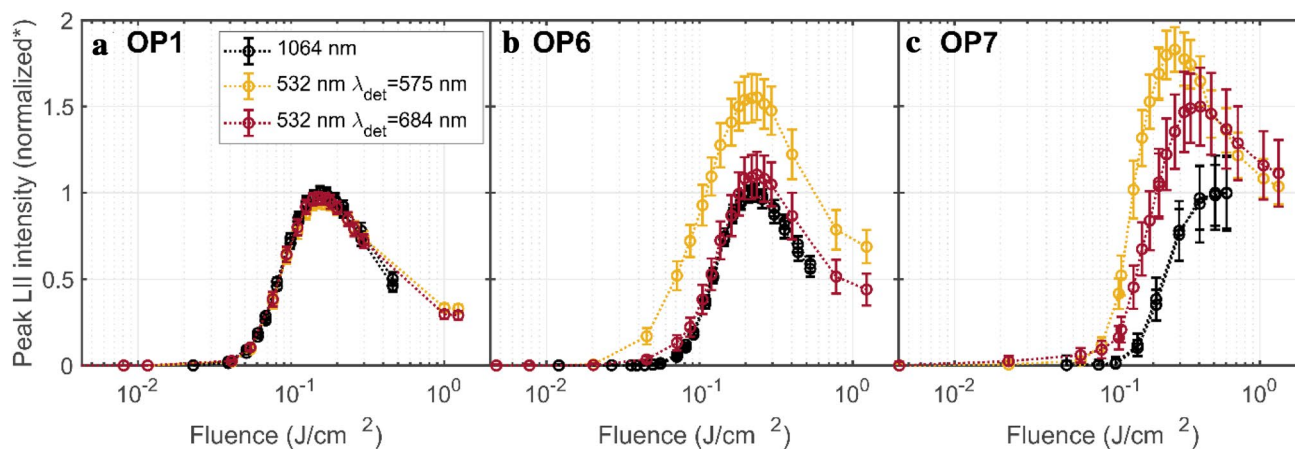 a OP1
b OP6
c OP7
1064 nm
532 nm λdet=575 nm
532 nm λdet=684 nm
Peak LII intensity (normalized*)
2
1.5
1
0.5
0
10-2 10-1 100
10-2 10-1 100
10-2 10-1 100
Fluence (J/cm 2)
Fluence (J/cm 2)
Fluence (J/cm 2)